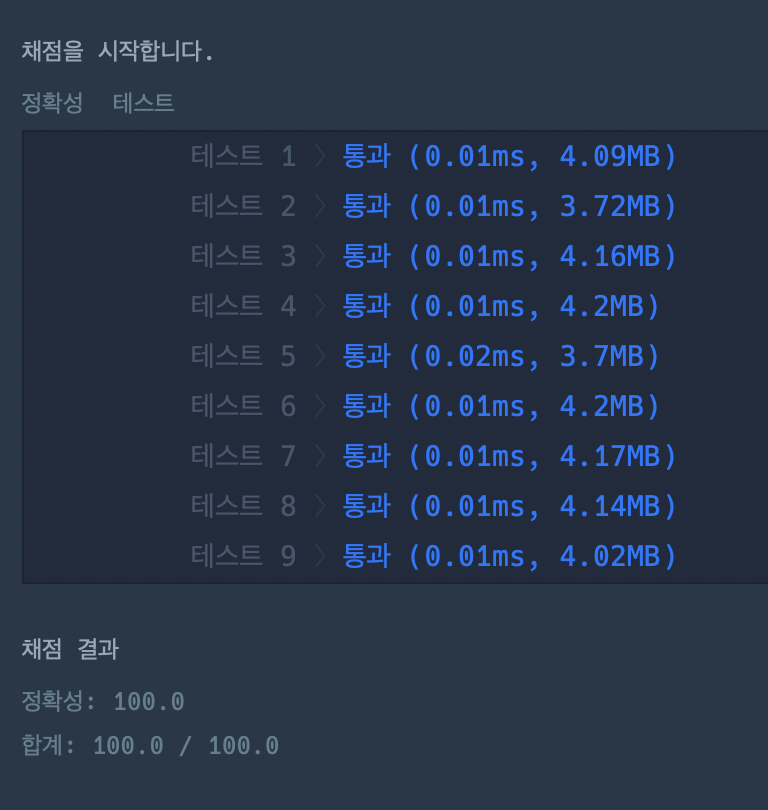 채점을 시작합니다.
정확성 테스트
테스트 1 〉 통과 (0.01ms, 4.09MB)
테스트 2 〉 통과 (0.01ms, 3.72MB)
테스트 3 〉 통과 (0.01ms, 4.16MB)
테스트 4 〉 통과 (0.01ms, 4.2MB)
테스트 5 〉 통과 (0.02ms, 3.7MB)
테스트 6 〉 통과 (0.01ms, 4.2MB)
테스트 7 〉 통과 (0.01ms, 4.17MB)
테스트 8 〉 통과 (0.01ms, 4.14MB)
테스트 9 〉 통과 (0.01ms, 4.02MB)
채점 결과
정확성: 100.0
합계: 100.0 / 100.0